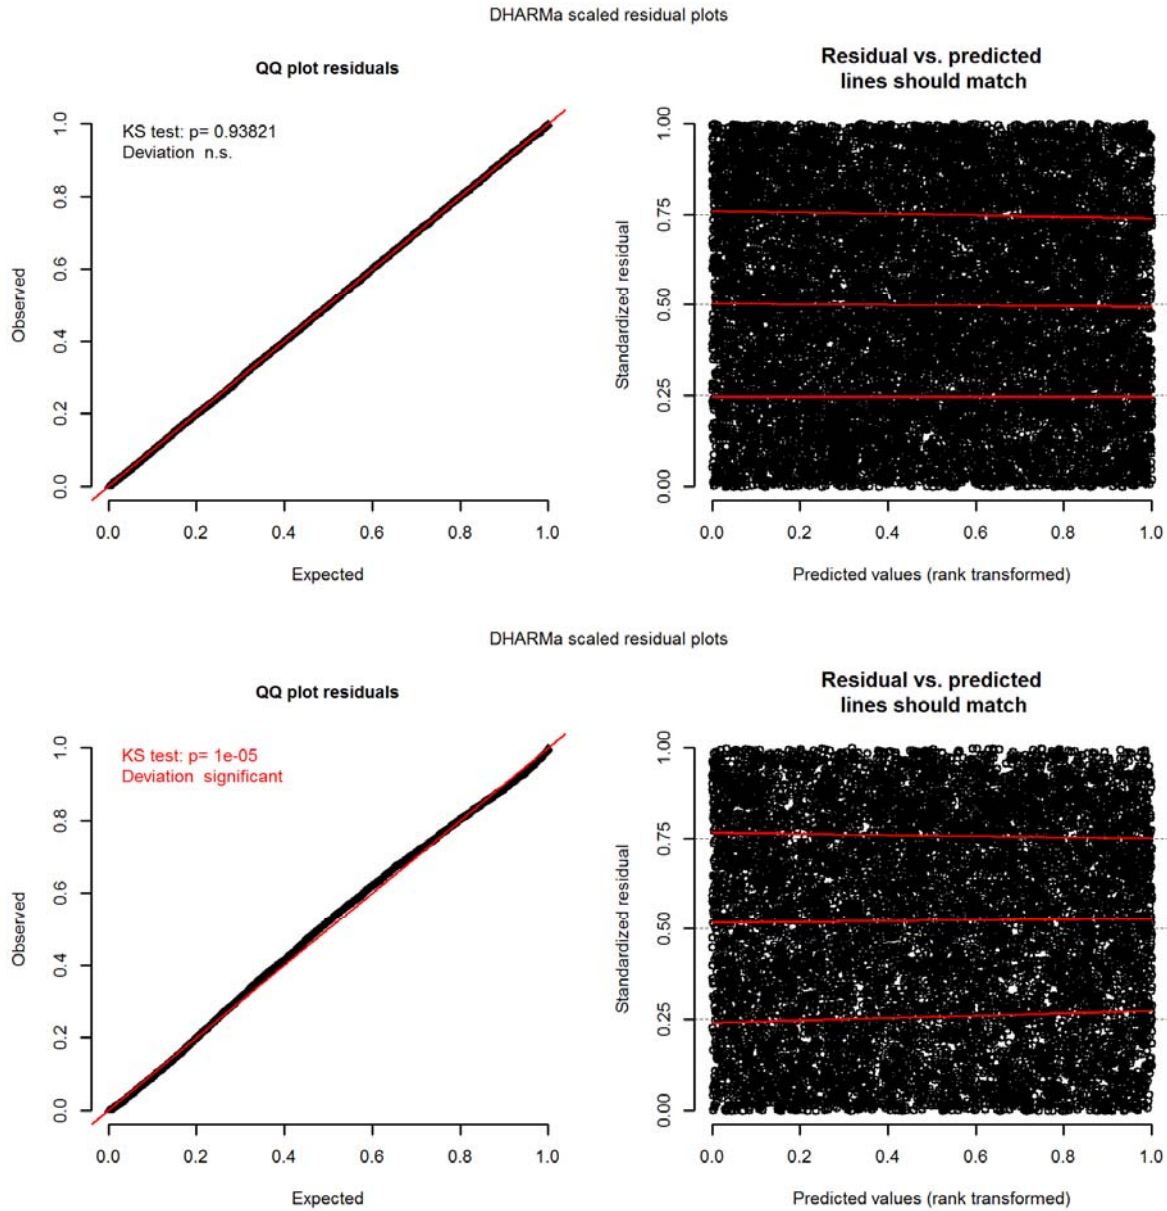 DHARMa scaled residual plots
QQ plot residuals
KS test: p= 0.93821
Deviation  n.s.
Observed
0.0
0.2
0.4
0.6
0.8
1.0
0.0 0.2 0.4 0.6 0.8 1.0
Expected
Residual vs. predicted
lines should match
Standardized residual
0.00
0.25
0.50
0.75
1.00
0.0 0.2 0.4 0.6 0.8 1.0
Predicted values (rank transformed)
DHARMa scaled residual plots
QQ plot residuals
KS test: p= 1e-05
Deviation  significant
Observed
0.0
0.2
0.4
0.6
0.8
1.0
0.0 0.2 0.4 0.6 0.8 1.0
Expected
Residual vs. predicted
lines should match
Standardized residual
0.00
0.25
0.50
0.75
1.00
0.0 0.2 0.4 0.6 0.8 1.0
Predicted values (rank transformed)